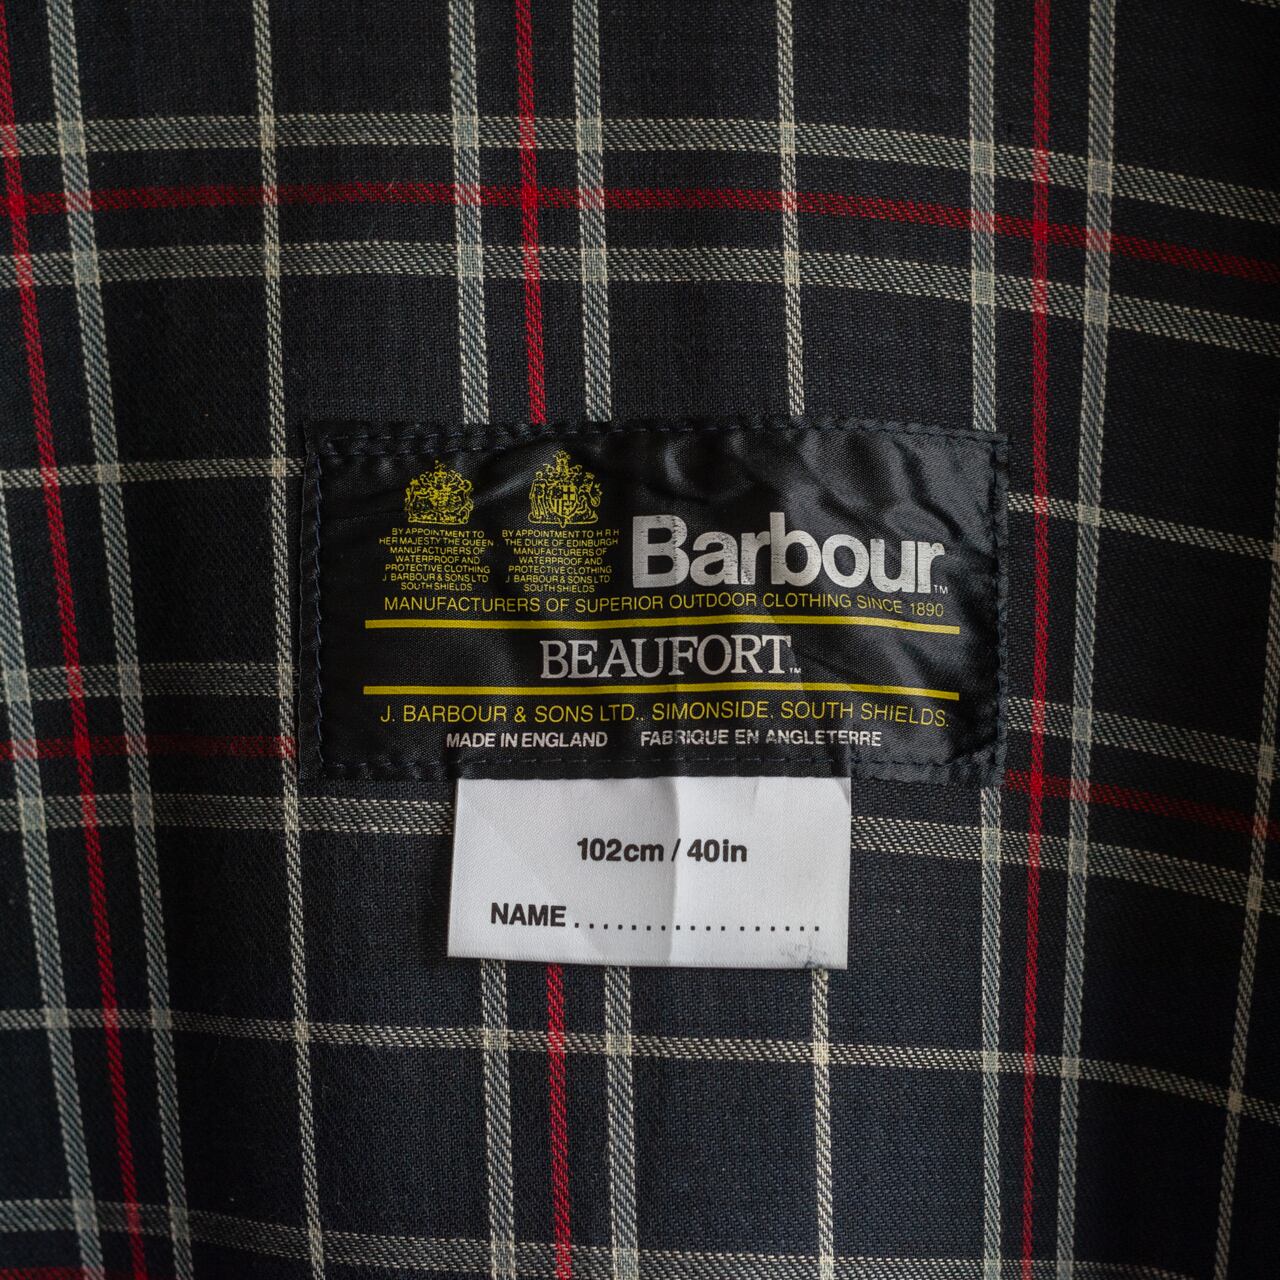 BY APPOINTMENT TO
HER MAJESTY THE QUEEN
MANUFACTURERS OF
WATERPROOF AND
PROTECTIVE CLOTHING
J BARBOUR & SONS LTD
SOUTH SHIELDS
BY APPOINTMENT TO H R H
THE DUKE OF EDINBURGH
MANUFACTURERS OF
WATERPROOF AND
PROTECTIVE CLOTHING
J BARBOUR & SONS LTD
SOUTH SHIELDS
Barbour™
MANUFACTURERS OF SUPERIOR OUTDOOR CLOTHING SINCE 1890
BEAUFORT™
J. BARBOUR & SONS LTD., SIMONSIDE, SOUTH SHIELDS.
MADE IN ENGLAND FABRIQUE EN ANGLETERRE
102cm / 40in
NAME ..................